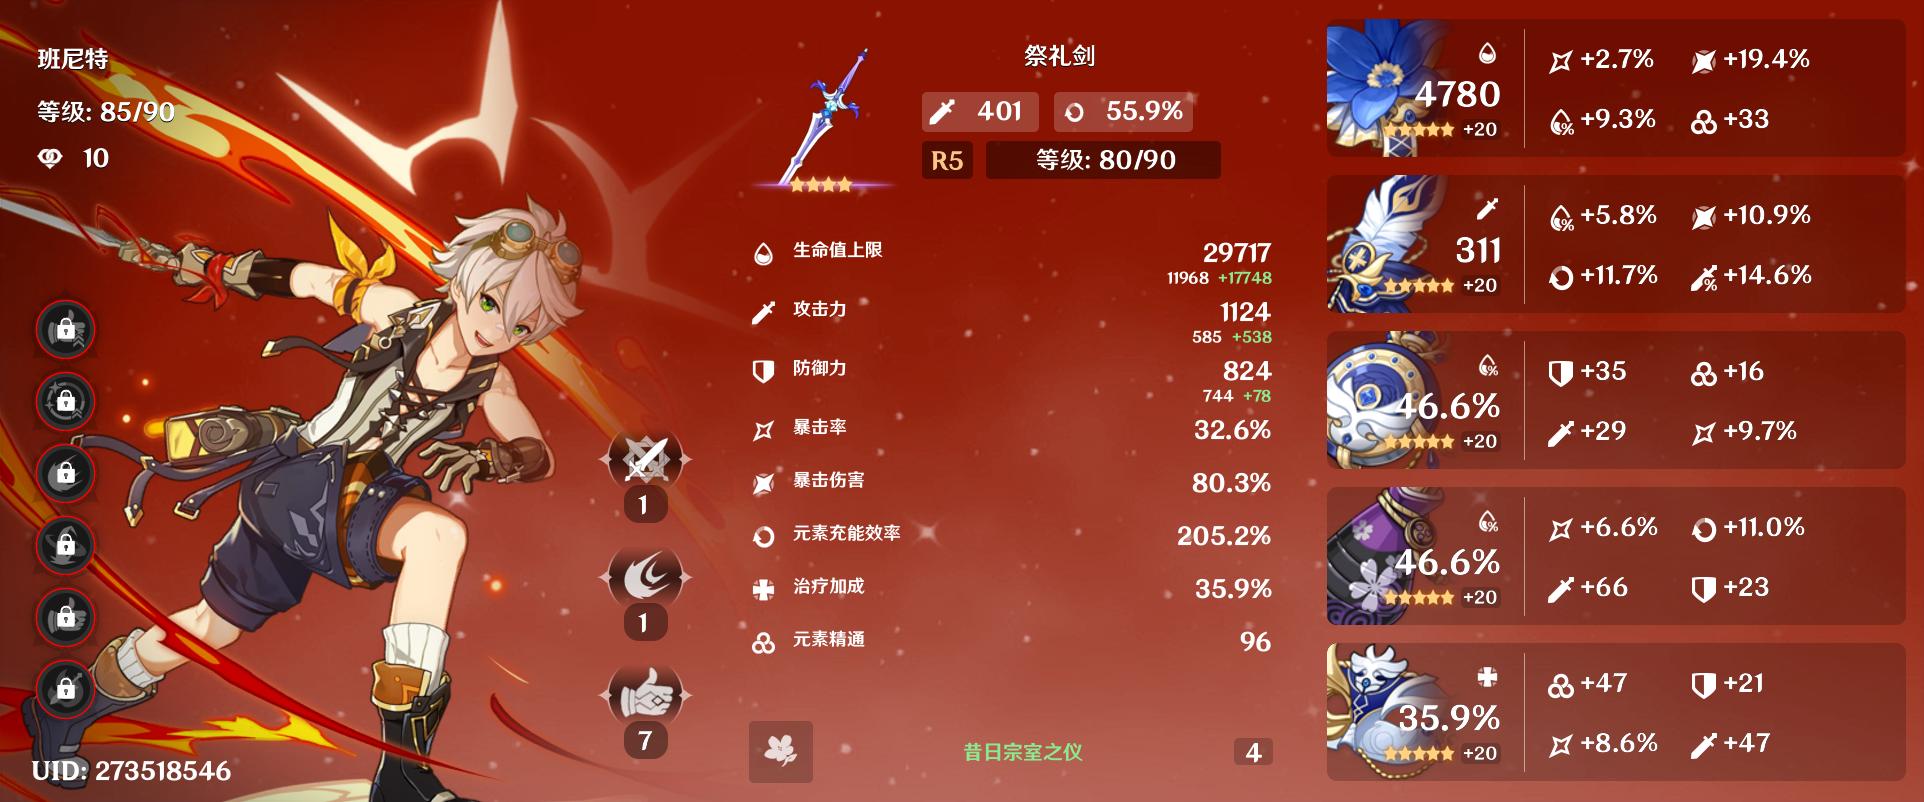 班尼特
等级: 85/90
10
祭礼剑
401 55.9%
R5 等级: 80/90
生命值上限 29717
11968 +17748
攻击力 1124
585 +538
防御力 824
744 +78
暴击率 32.6%
暴击伤害 80.3%
元素充能效率 205.2%
治疗加成 35.9%
元素精通 96
1
1
7
昔日宗室之仪 4
UID: 273518546
4780
+20
+2.7% +19.4%
+9.3% +33
311
+20
+5.8% +10.9%
+11.7% +14.6%
46.6%
+20
+35 +16
+29 +9.7%
46.6%
+20
+6.6% +11.0%
+66 +23
35.9%
+20
+47 +21
+8.6% +47